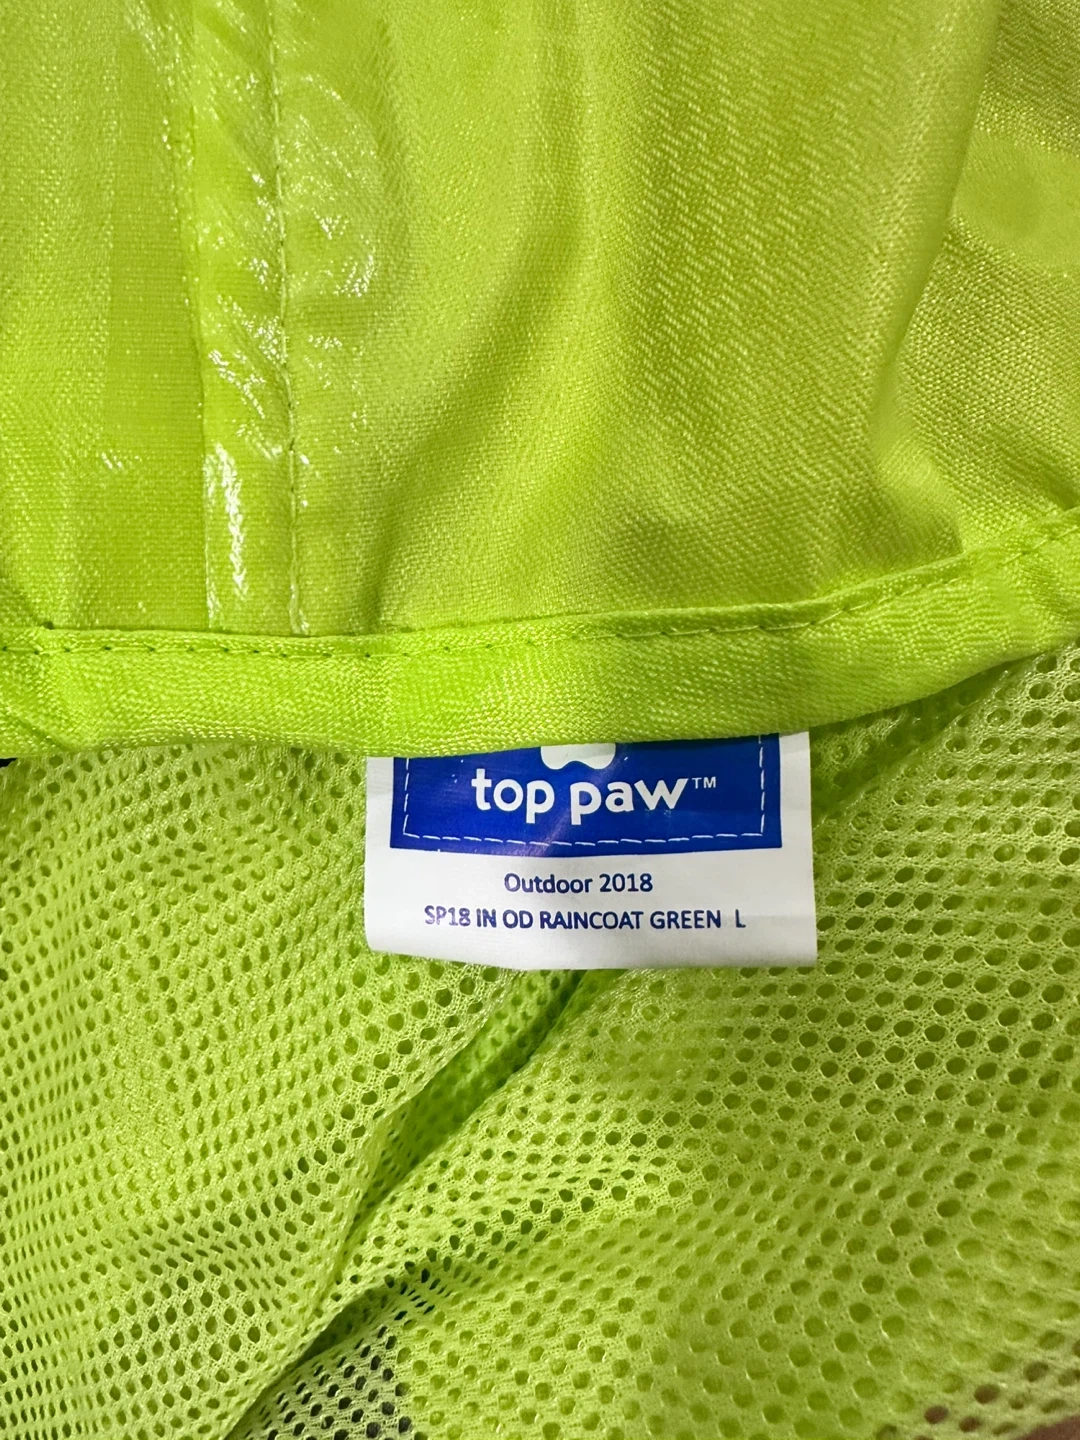 top paw™
Outdoor 2018
SP18 IN OD RAINCOAT GREEN L